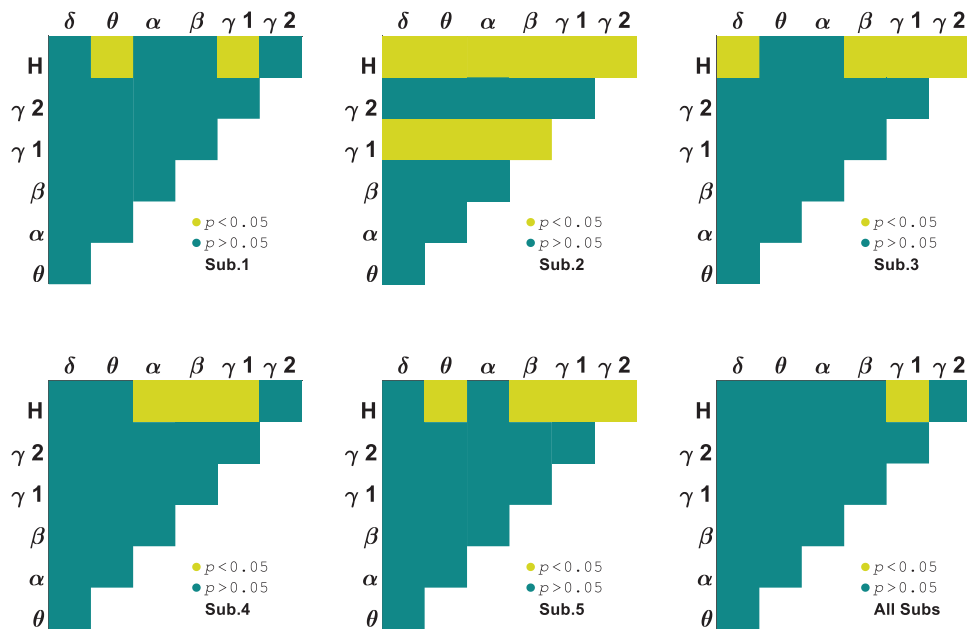 δ θ α β γ 1 γ 2
H
γ 2
γ 1
β
α
θ
p<0.05
p>0.05
Sub.1
δ θ α β γ 1 γ 2
H
γ 2
γ 1
β
α
θ
p<0.05
p>0.05
Sub.2
δ θ α β γ 1 γ 2
H
γ 2
γ 1
β
α
θ
p<0.05
p>0.05
Sub.3
δ θ α β γ 1 γ 2
H
γ 2
γ 1
β
α
θ
p<0.05
p>0.05
Sub.4
δ θ α β γ 1 γ 2
H
γ 2
γ 1
β
α
θ
p<0.05
p>0.05
Sub.5
δ θ α β γ 1 γ 2
H
γ 2
γ 1
β
α
θ
p<0.05
p>0.05
All Subs